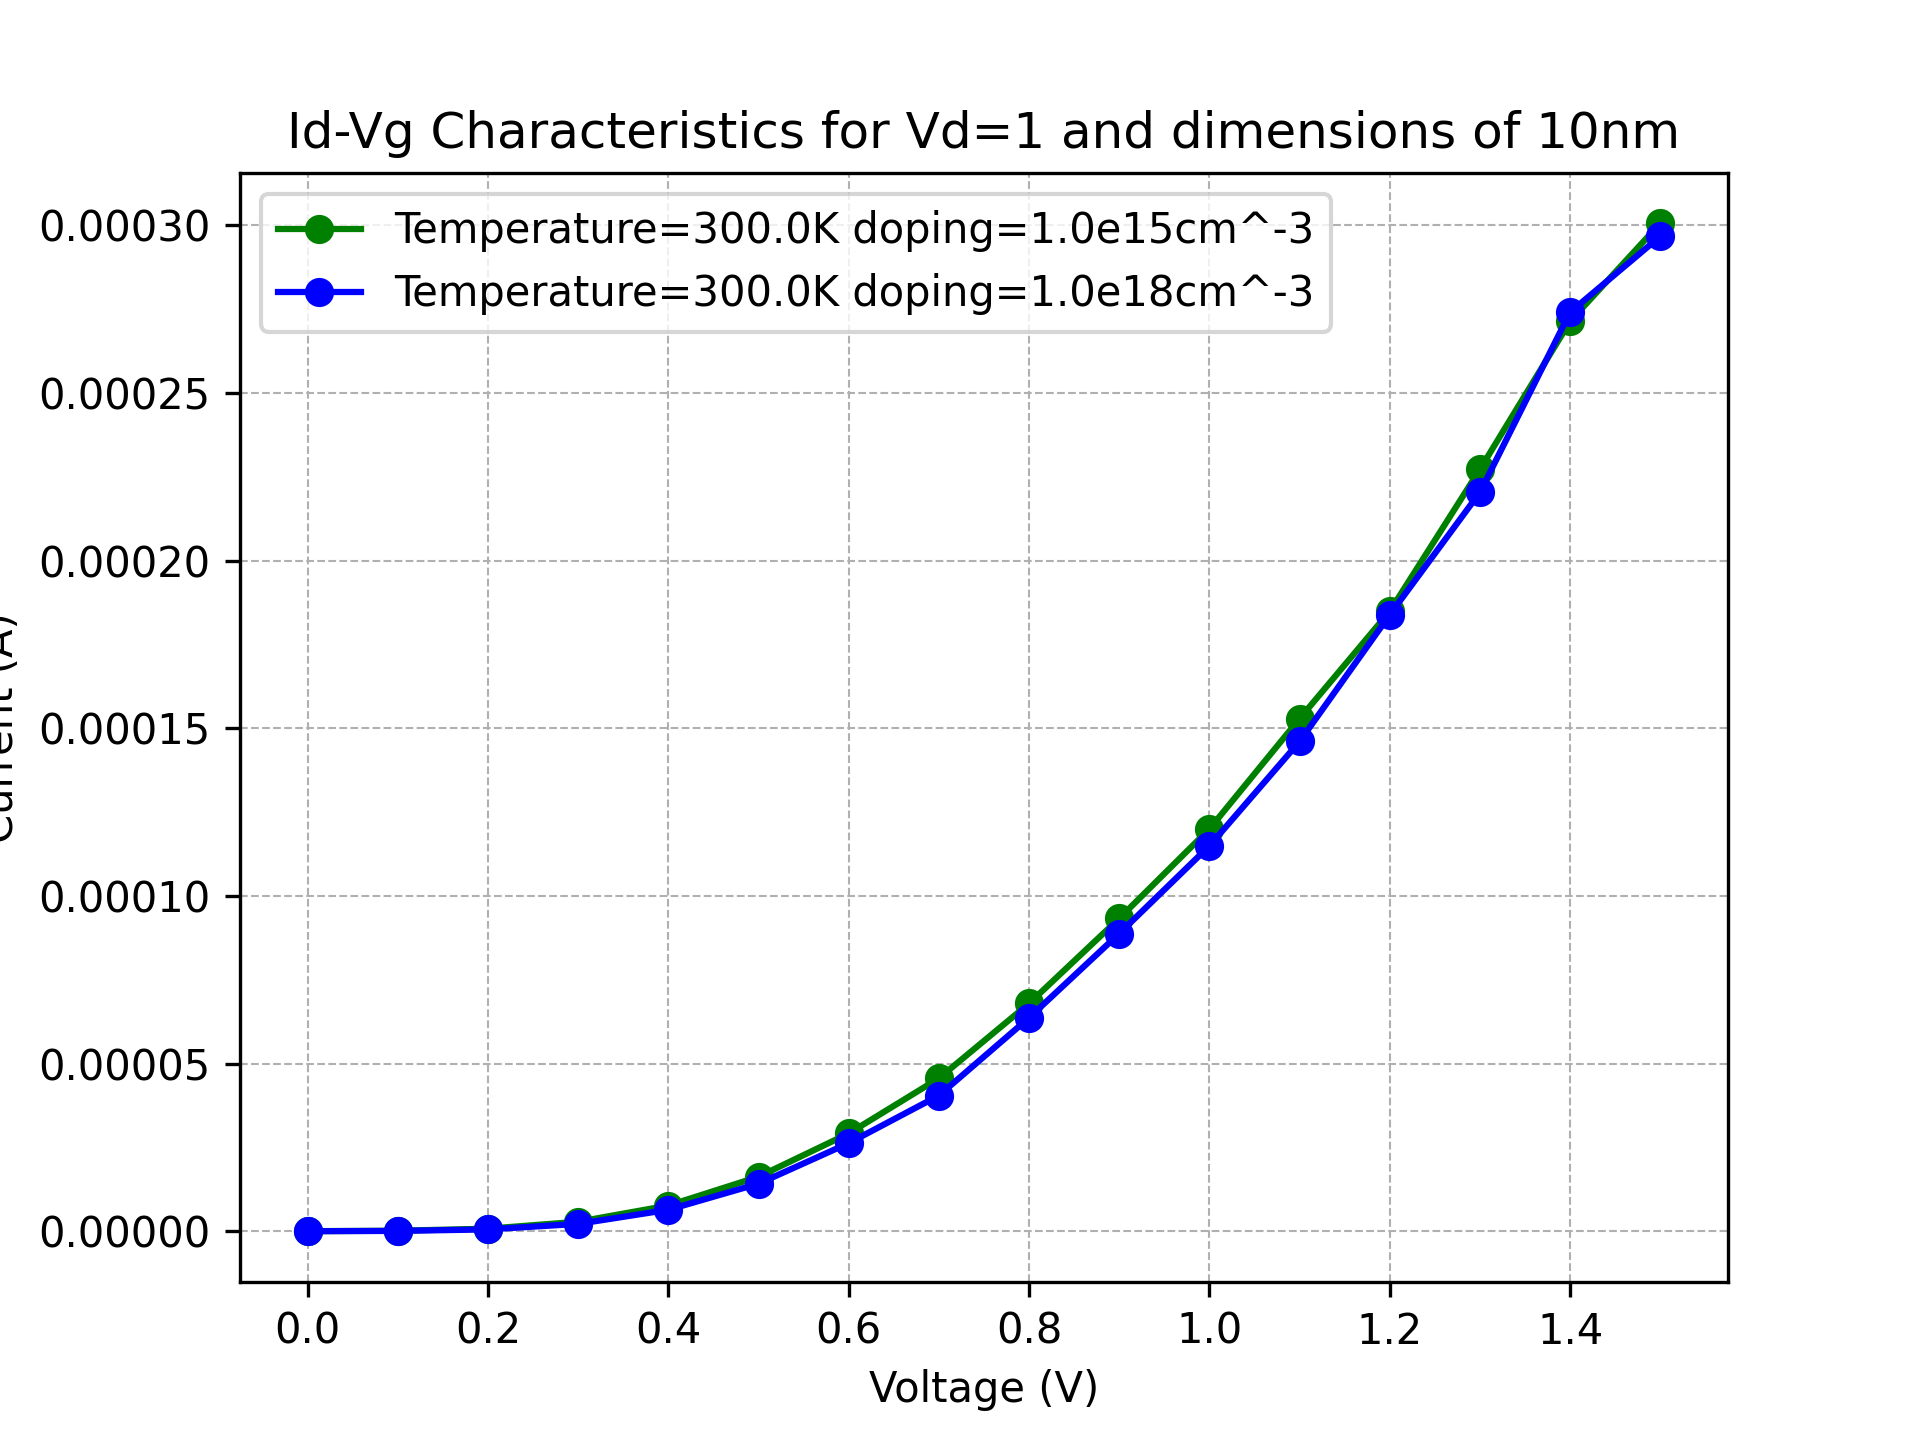 Id-Vg Characteristics for Vd=1 and dimensions of 10nm
Temperature=300.0K doping=1.0e15cm^-3
Temperature=300.0K doping=1.0e18cm^-3
0.00030
0.00025
0.00020
0.00015
0.00010
0.00005
0.00000
Current (A)
0.0 0.2 0.4 0.6 0.8 1.0 1.2 1.4
Voltage (V)